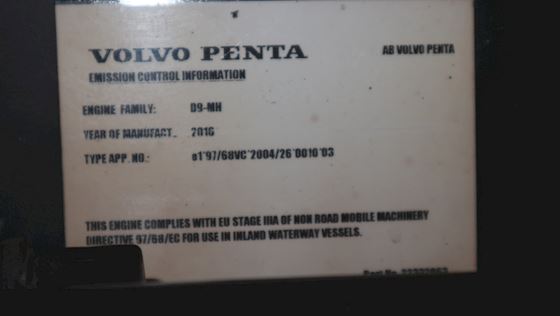 VOLVO PENTA
AB VOLVO PENTA
EMISSION CONTROL INFORMATION
ENGINE FAMILY: D9-MH
YEAR OF MANUFACT. 2016
TYPE APP. NO.: e1*97/68VC*2004/26*0010*03
THIS ENGINE COMPLIES WITH EU STAGE IIIA OF NON ROAD MOBILE MACHINERY
DIRECTIVE 97/68/EC FOR USE IN INLAND WATERWAY VESSELS.
Part No.